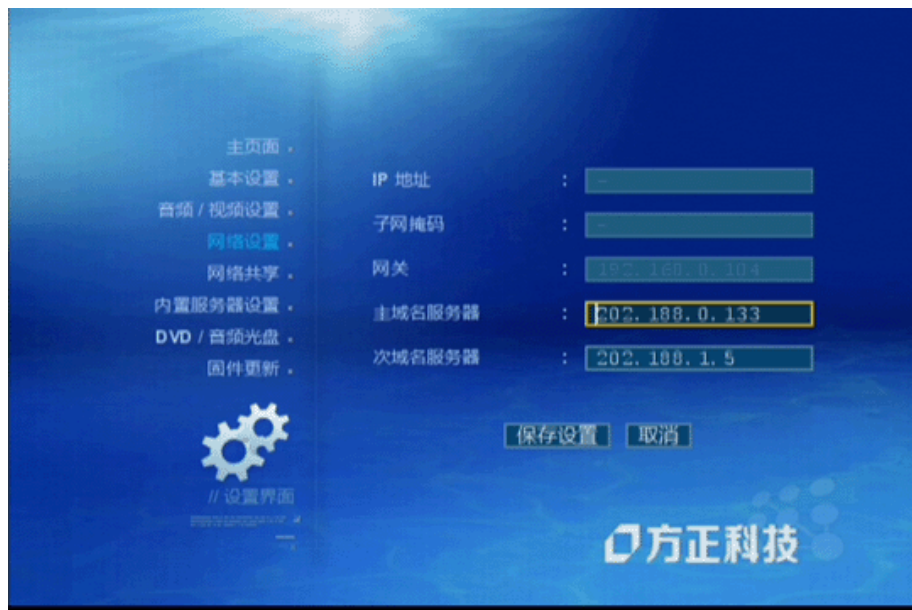 主页面
基本设置
音频 / 视频设置
网络设置
网络共享
内置服务器设置
DVD / 音频光盘
固件更新
// 设置界面
IP 地址 : -
子网掩码 : -
网关 : 192.168.0.104
主域名服务器 : 202.188.0.133
次域名服务器 : 202.188.1.5
保存设置 取消
方正科技